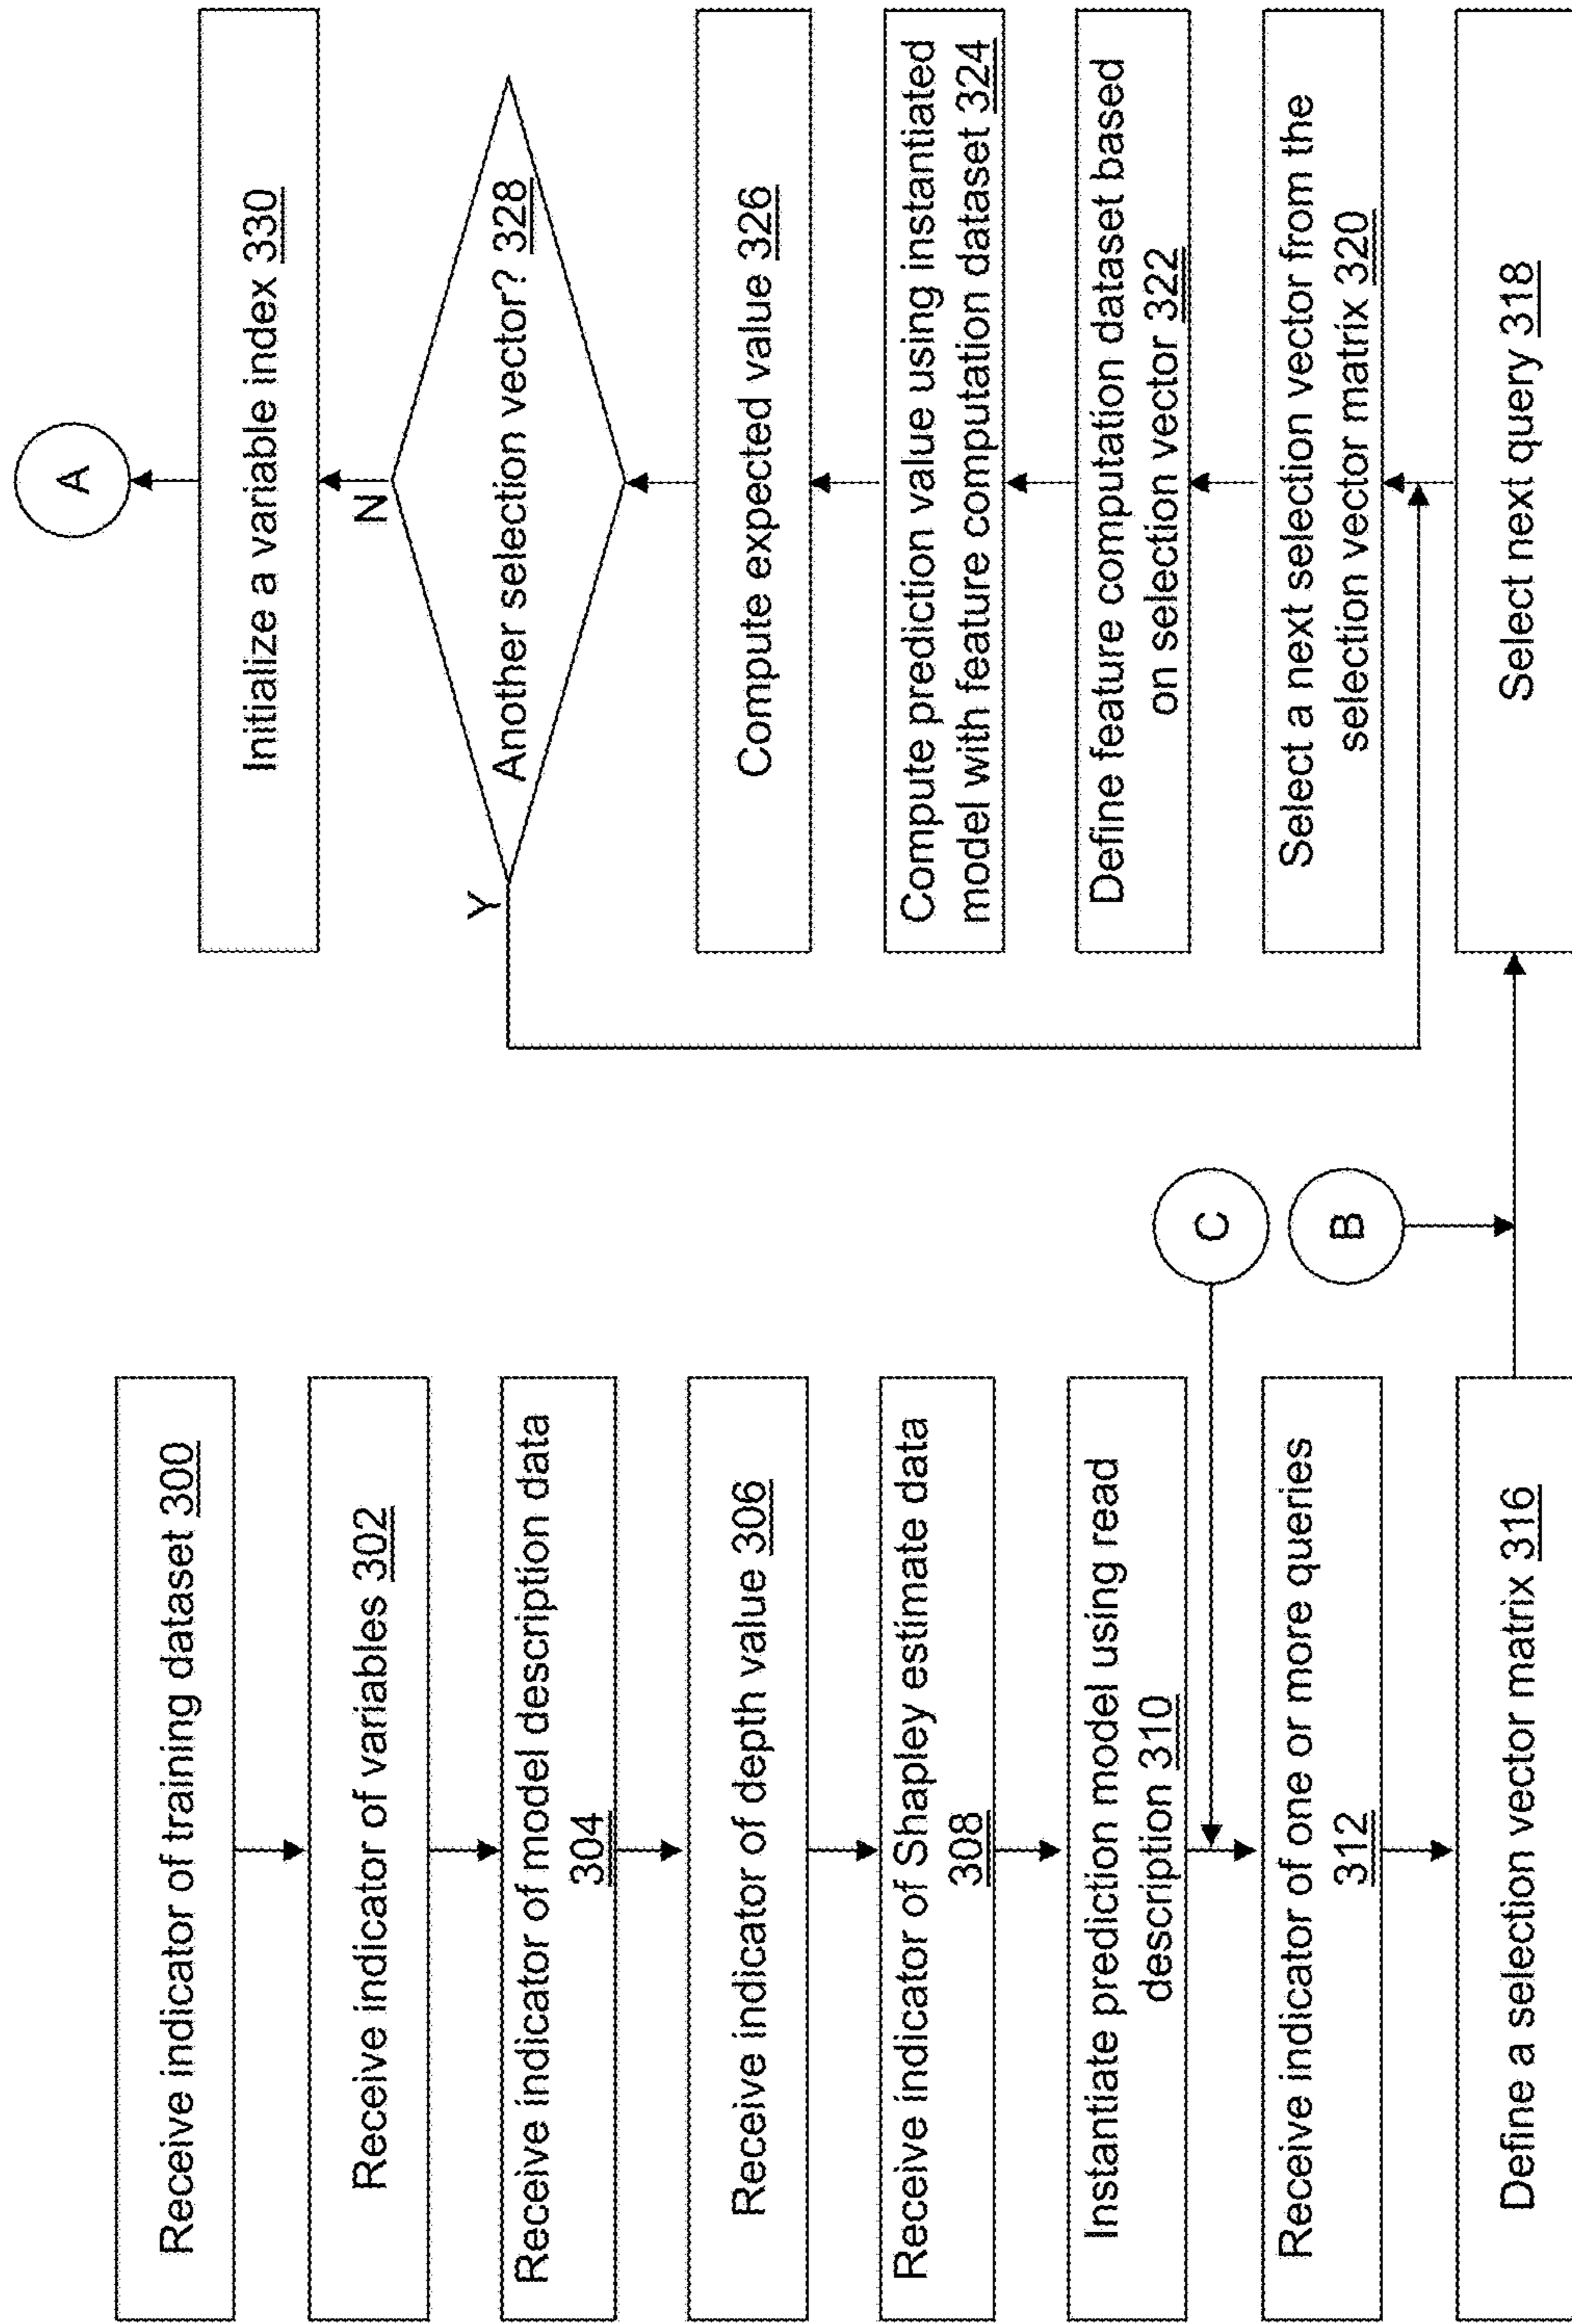 Receive indicator of training dataset 300
Receive indicator of variables 302
Receive indicator of model description data
304
Receive indicator of depth value 306
Receive indicator of Shapley estimate data
308
Instantiate prediction model using read
description 310
C
Receive indicator of one or more queries
312
B
Define a selection vector matrix 316
Select next query 318
Select a next selection vector from the
selection vector matrix 320
Define feature computation dataset based
on selection vector 322
Compute prediction value using instantiated
model with feature computation dataset 324
Compute expected value 326
Another selection vector? 328
Y
N
Initialize a variable index 330
A